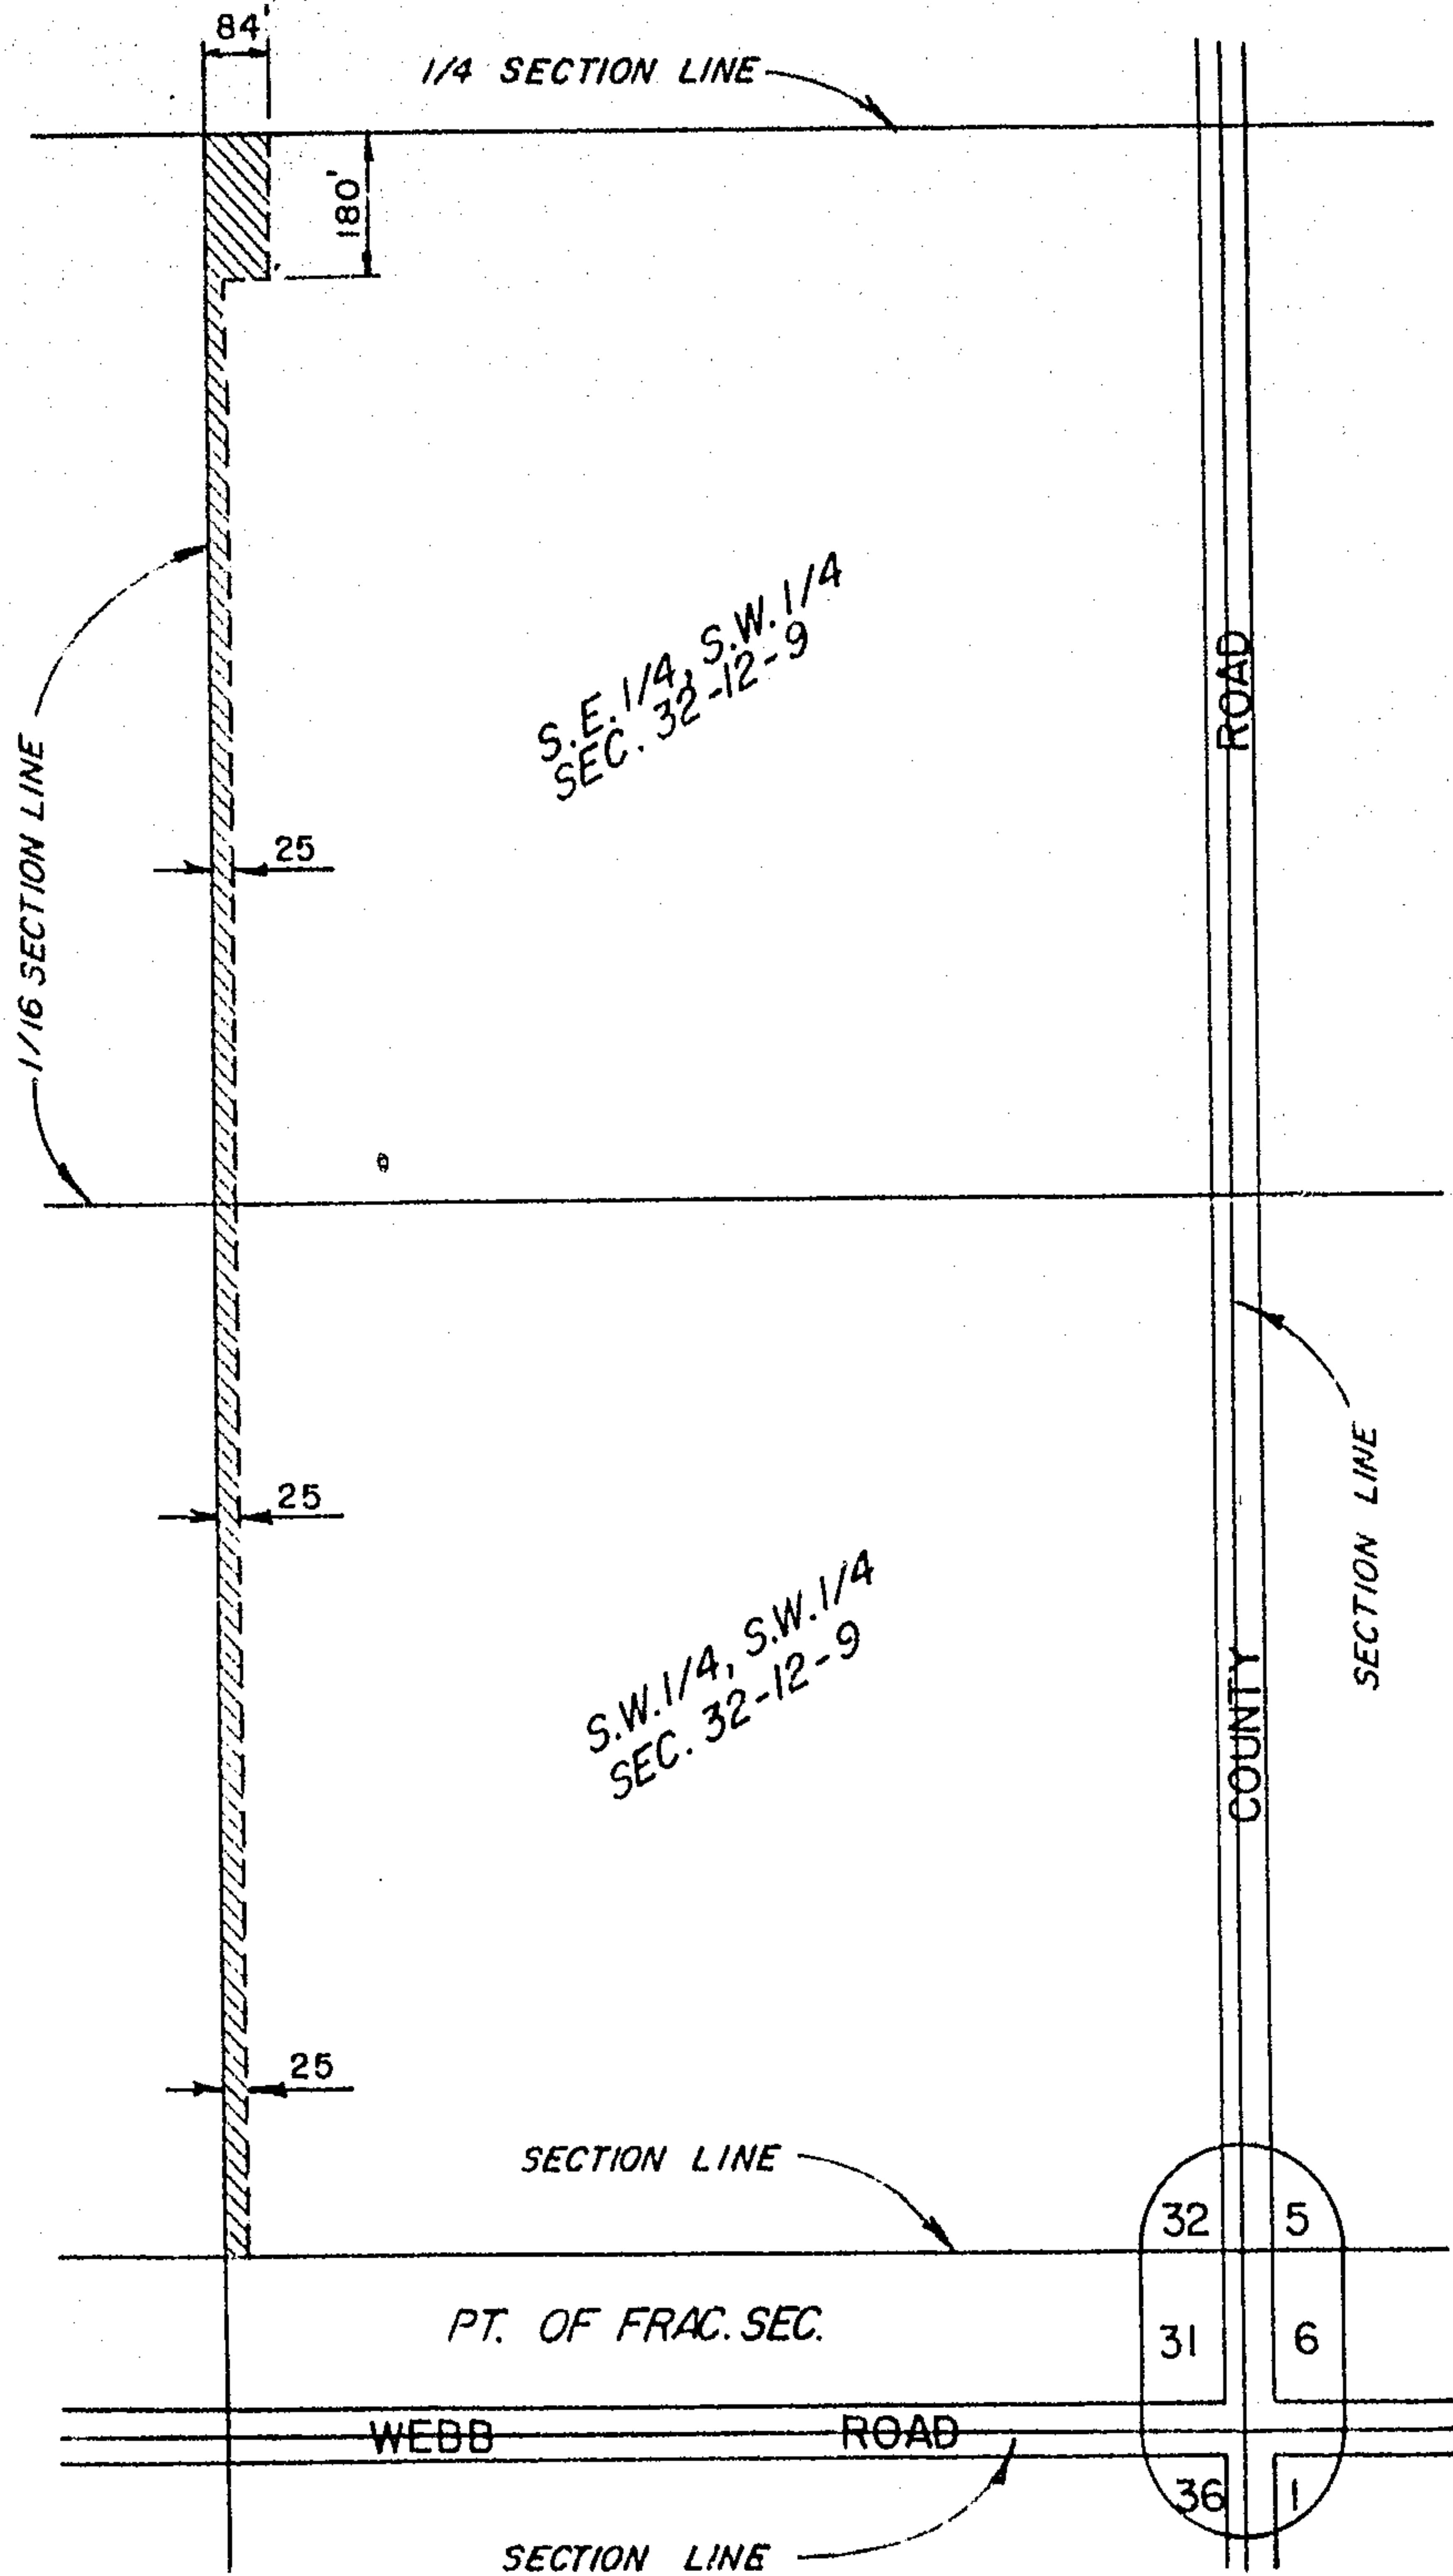 84'
1/4 SECTION LINE
180'
S.E. 1/4, S.W. 1/4
SEC. 32-12-9
ROAD
1/16 SECTION LINE
25
SECTION LINE
25
S.W. 1/4, S.W. 1/4
SEC. 32-12-9
COUNTY
25
SECTION LINE
32 5
PT. OF FRAC. SEC.
31 6
WEBB ROAD
36 1
SECTION LINE